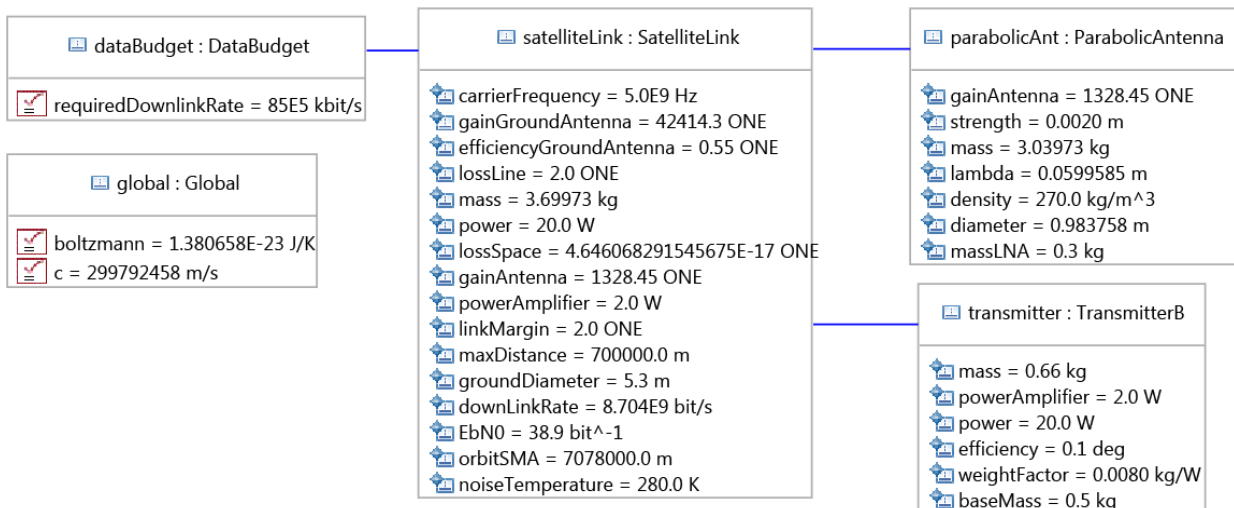 dataBudget : DataBudget
requiredDownlinkRate = 85E5 kbit/s
global : Global
boltzmann = 1.380658E-23 J/K
c = 299792458 m/s
satelliteLink : SatelliteLink
carrierFrequency = 5.0E9 Hz
gainGroundAntenna = 42414.3 ONE
efficiencyGroundAntenna = 0.55 ONE
lossLine = 2.0 ONE
mass = 3.69973 kg
power = 20.0 W
lossSpace = 4.646068291545675E-17 ONE
gainAntenna = 1328.45 ONE
powerAmplifier = 2.0 W
linkMargin = 2.0 ONE
maxDistance = 700000.0 m
groundDiameter = 5.3 m
downLinkRate = 8.704E9 bit/s
EbN0 = 38.9 bit^-1
orbitSMA = 7078000.0 m
noiseTemperature = 280.0 K
parabolicAnt : ParabolicAntenna
gainAntenna = 1328.45 ONE
strength = 0.0020 m
mass = 3.03973 kg
lambda = 0.0599585 m
density = 270.0 kg/m^3
diameter = 0.983758 m
massLNA = 0.3 kg
transmitter : TransmitterB
mass = 0.66 kg
powerAmplifier = 2.0 W
power = 20.0 W
efficiency = 0.1 deg
weightFactor = 0.0080 kg/W
baseMass = 0.5 kg